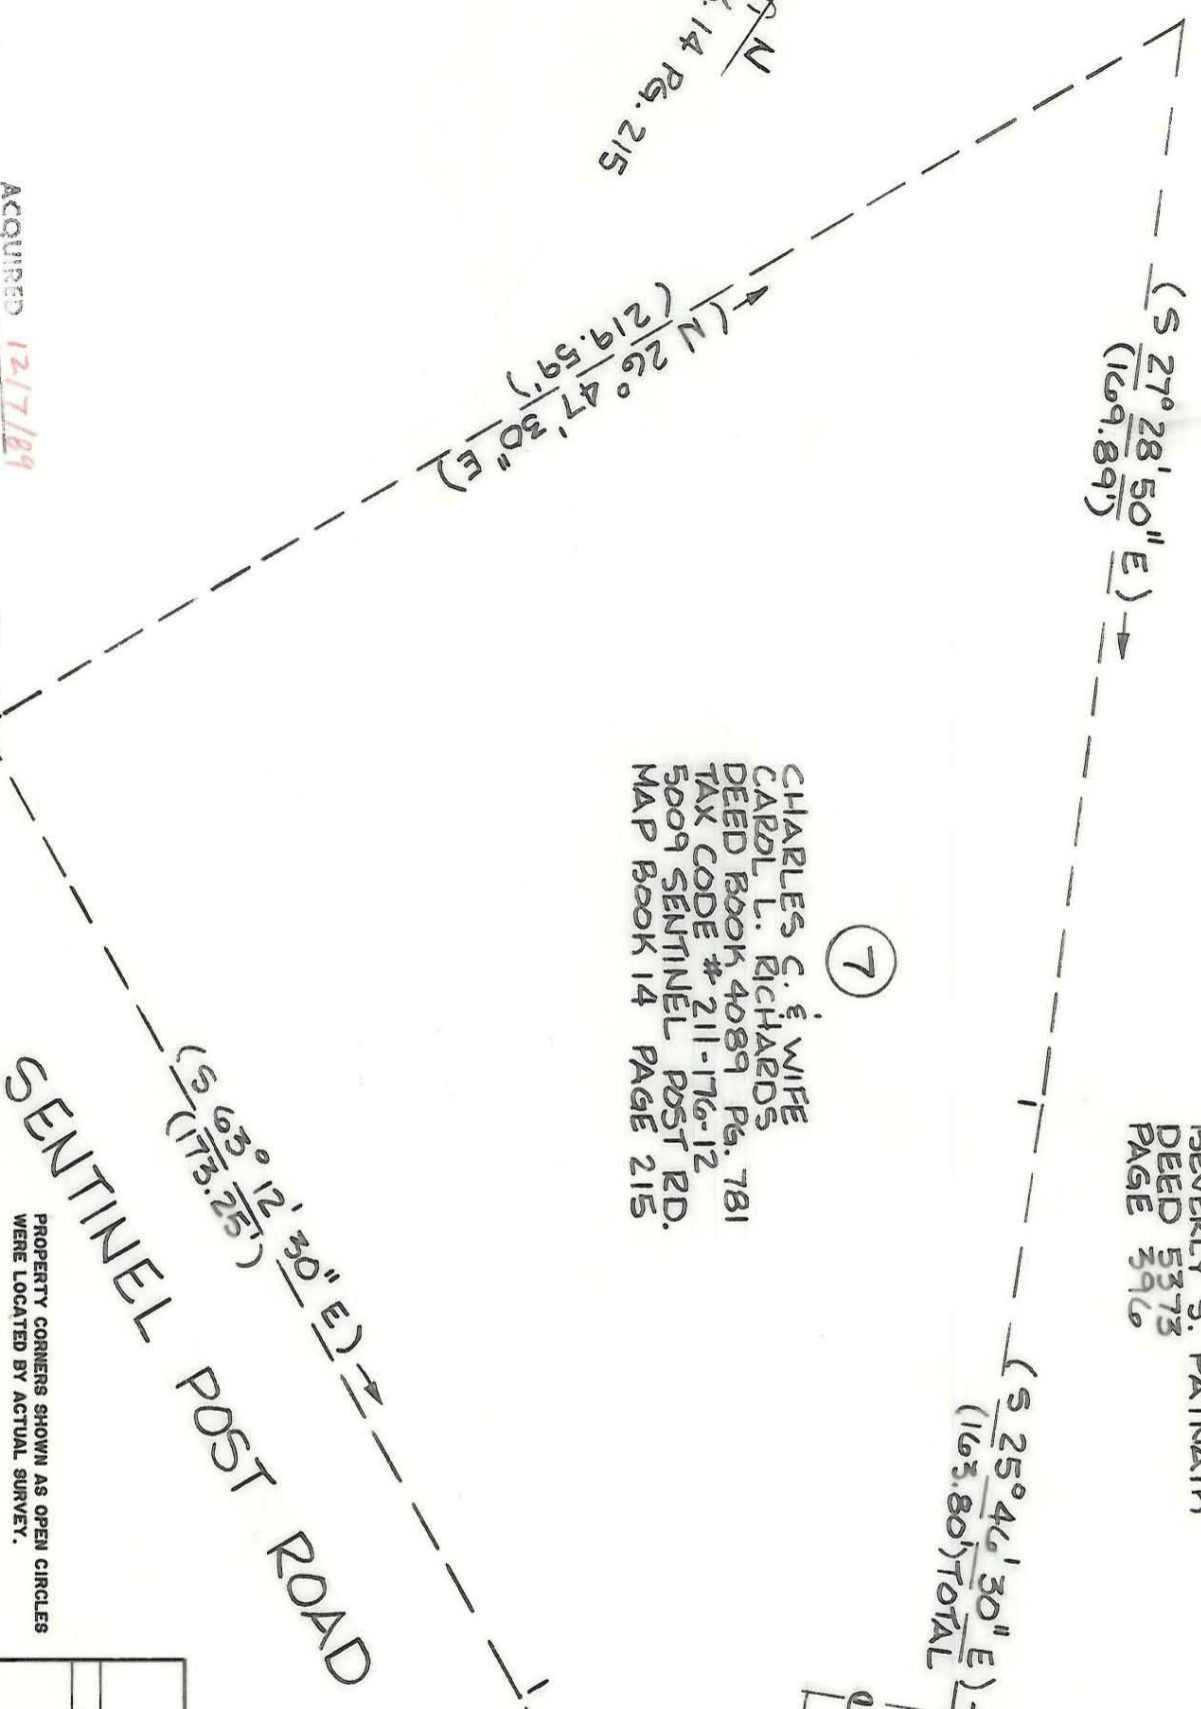 N
14 PG. 215
(S 27° 28' 50" E)
(169.89')
(N 26° 47' 30" E)
(219.59')
7
CHARLES C. & WIFE
CAROL L. RICHARDS
DEED BOOK 4089 PG. 781
TAX CODE # 211-176-12
5009 SENTINEL POST RD.
MAP BOOK 14 PAGE 215
DEED 5373
PAGE 396
(S 25° 46' 30" E)
(163.80') TOTAL
(S 63° 12' 30" E)
(173.25')
SENTINEL POST ROAD
ACQUIRED 12/7/89
PROPERTY CORNERS SHOWN AS OPEN CIRCLES
WERE LOCATED BY ACTUAL SURVEY.